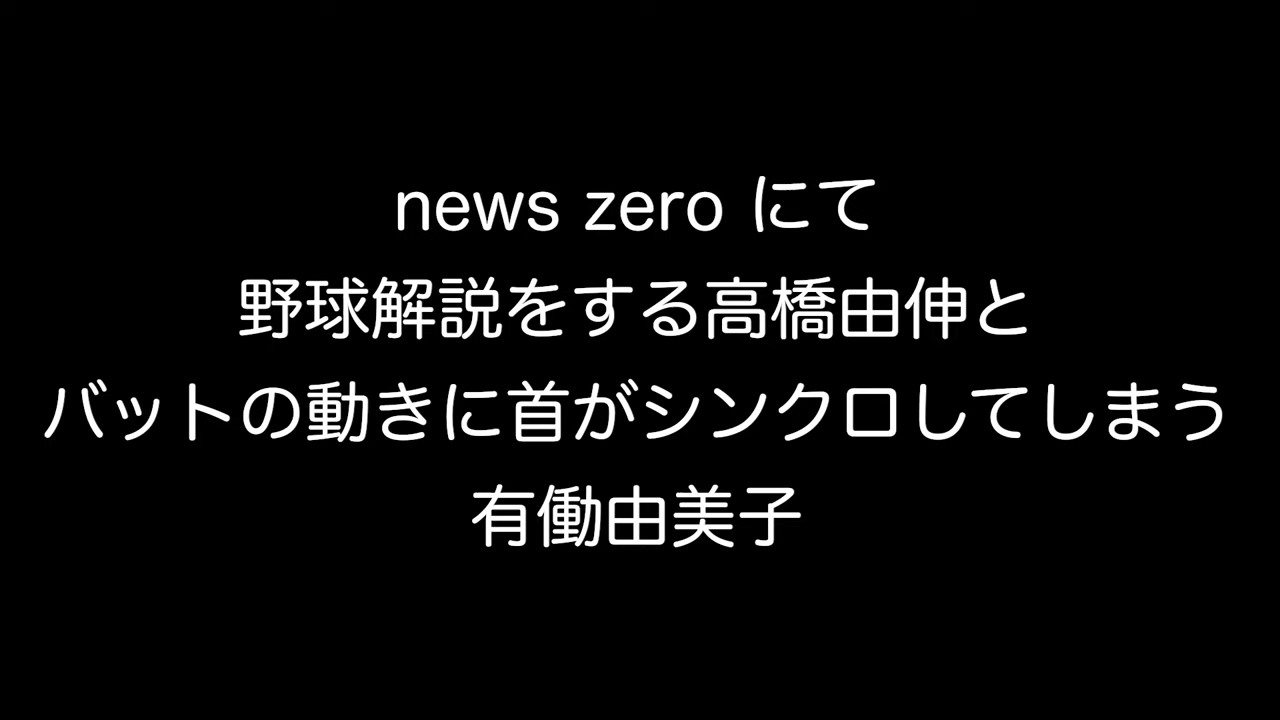 news zero にて
野球解説をする高橋由伸と
バットの動きに首がシンクロしてしまう
有働由美子